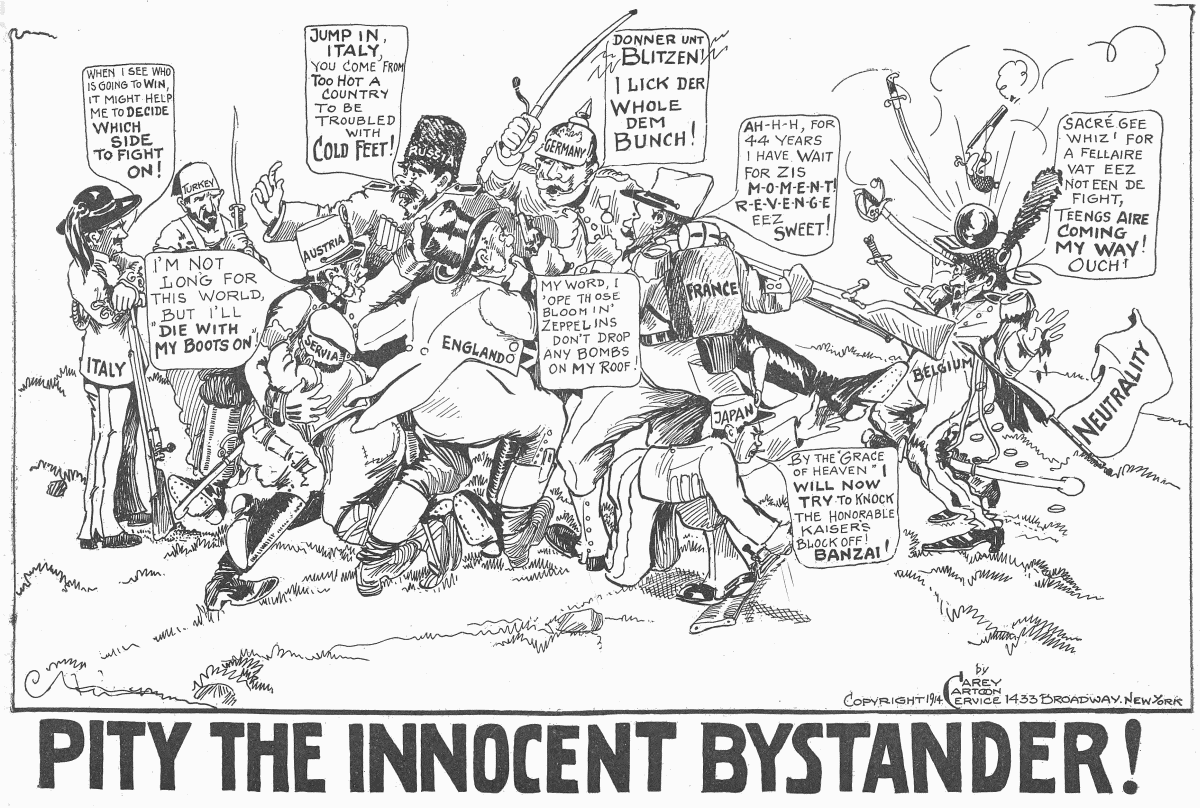 WHEN I SEE WHO
IS GOING TO WIN,
IT MIGHT HELP
ME TO DECIDE
WHICH
SIDE
TO FIGHT
ON!
JUMP IN,
ITALY,
YOU COME FROM
TOO HOT A
COUNTRY
TO BE
TROUBLED
WITH
COLD FEET!
DONNER UNT
BLITZEN!
I LICK DER
WHOLE
DEM
BUNCH!
AH-H-H, FOR
44 YEARS
I HAVE WAIT
FOR ZIS
M-O-M-E-N-T!
R-E-V-E-N-G-E
EEZ
SWEET!
SACRÉ GEE
WHIZ! FOR
A FELLAIRE
VAT EEZ
NOT EEN DE
FIGHT,
TEENGS AIRE
COMING
MY WAY!
OUCH!
TURKEY
RUSSIA
GERMANY
AUSTRIA
I'M NOT
LONG FOR
THIS WORLD,
BUT I'LL
"DIE WITH
MY BOOTS ON".
MY WORD, I
'OPE THOSE
BLOOMIN'
ZEPPELINS
DON'T DROP
ANY BOMBS
ON MY ROOF!
FRANCE
ITALY
SERVIA
ENGLAND
BELGIUM
NEUTRALITY
JAPAN
BY THE "GRACE
OF HEAVEN" I
WILL NOW
TRY TO KNOCK
THE HONORABLE
KAISER'S
BLOCK OFF!
BANZAI!
by
CAREY
CARTOON
COPYRIGHT 1914 SERVICE 1433 BROADWAY. NEW YORK
PITY THE INNOCENT BYSTANDER!